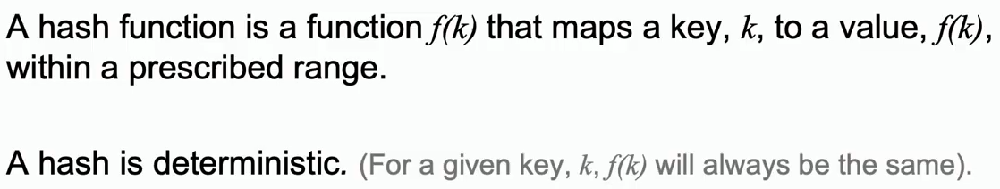 A hash function is a function f(k) that maps a key, k, to a value, f(k),
within a prescribed range.
A hash is deterministic. (For a given key, k, f(k) will always be the same).